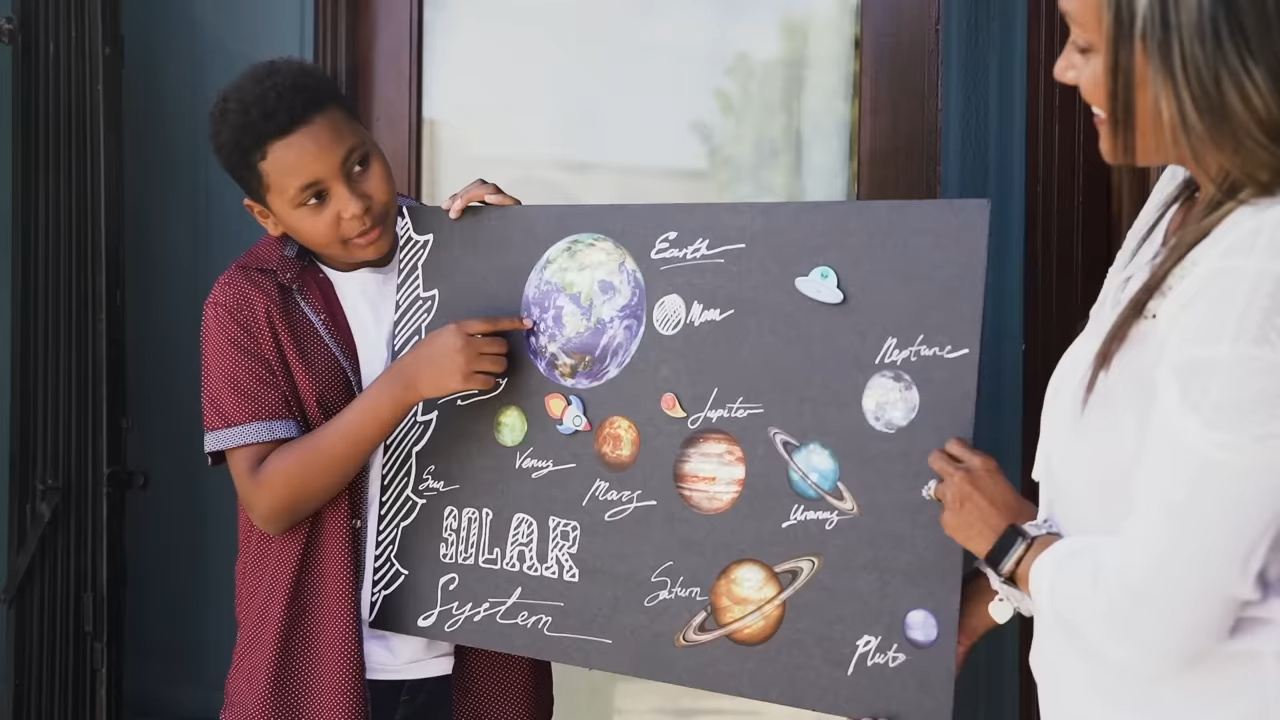 Earth
Moon
Neptune
Jupiter
Venus
Sun
Mars
Uranus
SOLAR
System
Saturn
Pluto